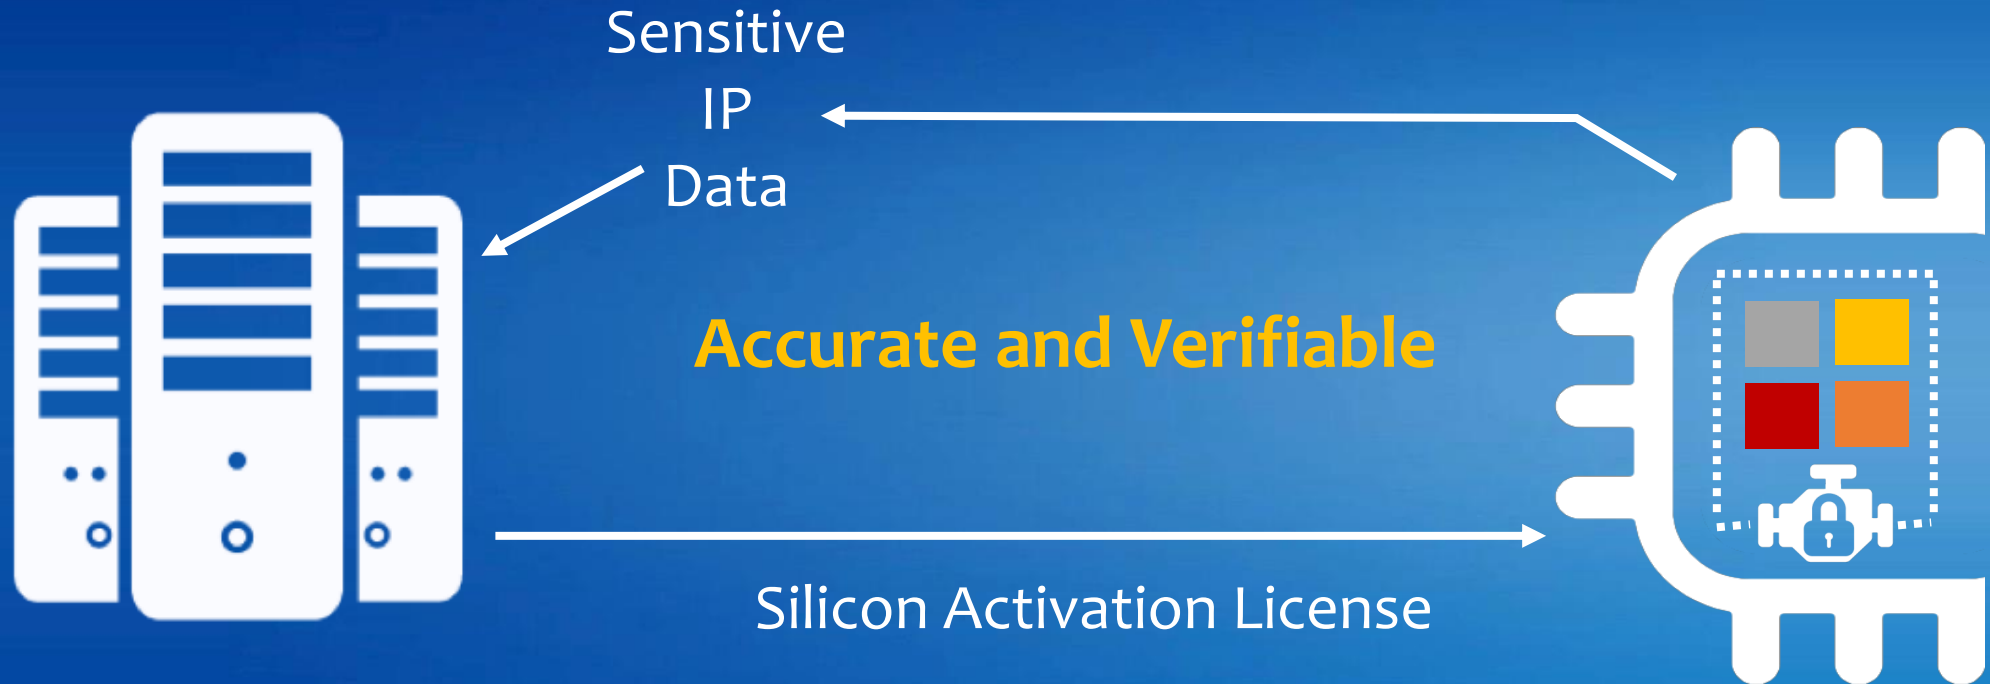 Sensitive
IP
Data
Accurate and Verifiable
Silicon Activation License